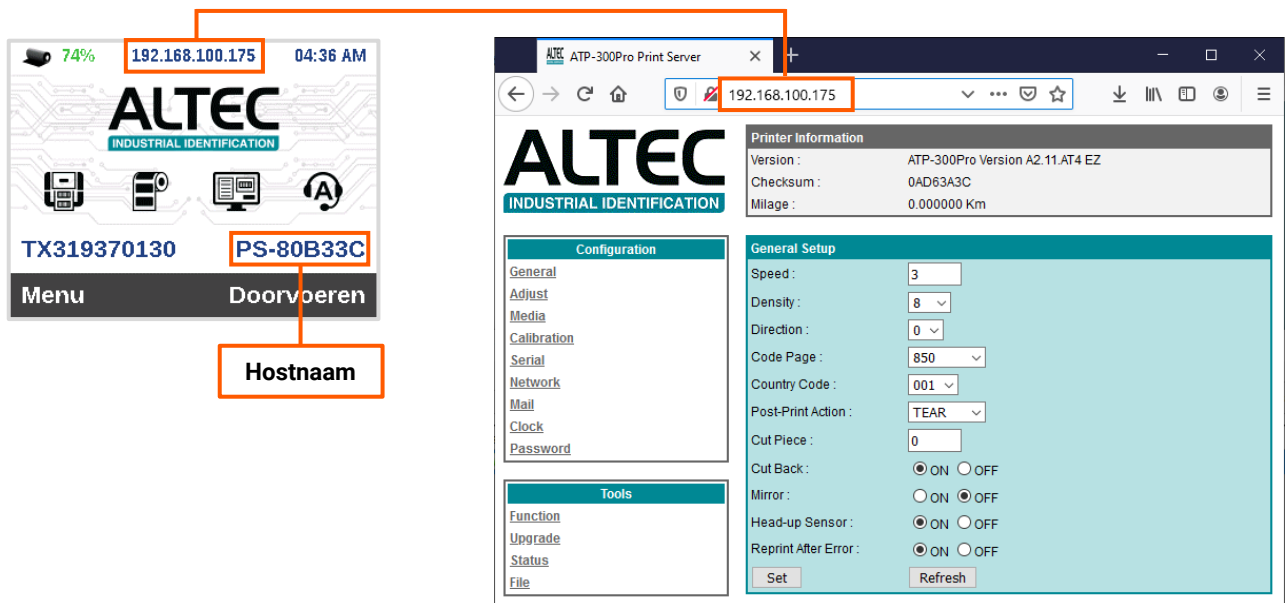 74% 192.168.100.175 04:36 AM
ALTEC
INDUSTRIAL IDENTIFICATION
TX319370130 PS-80B33C
Menu Doorvoeren
Hostnaam
ALTEC ATP-300Pro Print Server
192.168.100.175
ALTEC
INDUSTRIAL IDENTIFICATION
Printer Information
Version : ATP-300Pro Version A2.11.AT4 EZ
Checksum : 0AD63A3C
Milage : 0.000000 Km
Configuration
General
Adjust
Media
Calibration
Serial
Network
Mail
Clock
Password
Tools
Function
Upgrade
Status
File
General Setup
Speed : 3
Density : 8
Direction : 0
Code Page : 850
Country Code : 001
Post-Print Action : TEAR
Cut Piece : 0
Cut Back : ON OFF
Mirror : ON OFF
Head-up Sensor : ON OFF
Reprint After Error : ON OFF
Set Refresh